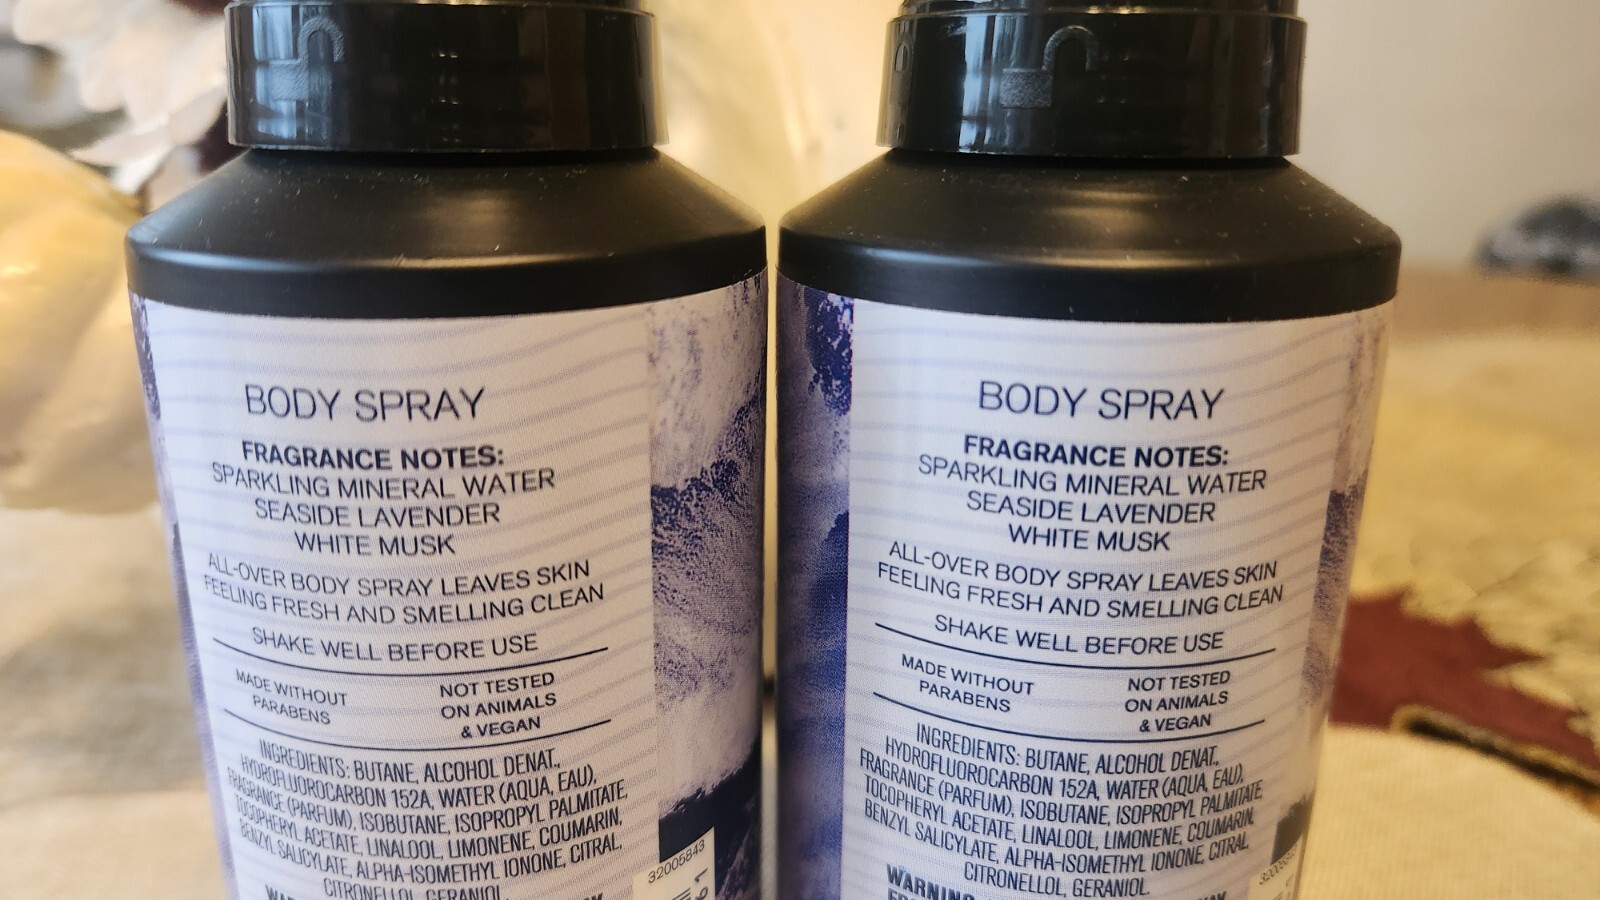 BODY SPRAY
FRAGRANCE NOTES:
SPARKLING MINERAL WATER
SEASIDE LAVENDER
WHITE MUSK
ALL-OVER BODY SPRAY LEAVES SKIN
FEELING FRESH AND SMELLING CLEAN
SHAKE WELL BEFORE USE
MADE WITHOUT
PARABENS
NOT TESTED
ON ANIMALS
& VEGAN
INGREDIENTS: BUTANE, ALCOHOL DENAT.,
HYDROFLUOROCARBON 152A, WATER (AQUA, EAU),
FRAGRANCE (PARFUM), ISOBUTANE, ISOPROPYL PALMITATE,
TOCOPHERYL ACETATE, LINALOOL, LIMONENE, COUMARIN,
BENZYL SALICYLATE, ALPHA-ISOMETHYL IONONE, CITRAL,
CITRONELLOL, GERANIOL.
32005843
BODY SPRAY
FRAGRANCE NOTES:
SPARKLING MINERAL WATER
SEASIDE LAVENDER
WHITE MUSK
ALL-OVER BODY SPRAY LEAVES SKIN
FEELING FRESH AND SMELLING CLEAN
SHAKE WELL BEFORE USE
MADE WITHOUT
PARABENS
NOT TESTED
ON ANIMALS
& VEGAN
INGREDIENTS: BUTANE, ALCOHOL DENAT.,
HYDROFLUOROCARBON 152A, WATER (AQUA, EAU),
FRAGRANCE (PARFUM), ISOBUTANE, ISOPROPYL PALMITATE,
TOCOPHERYL ACETATE, LINALOOL, LIMONENE, COUMARIN,
BENZYL SALICYLATE, ALPHA-ISOMETHYL IONONE, CITRAL,
CITRONELLOL, GERANIOL.
WARNING